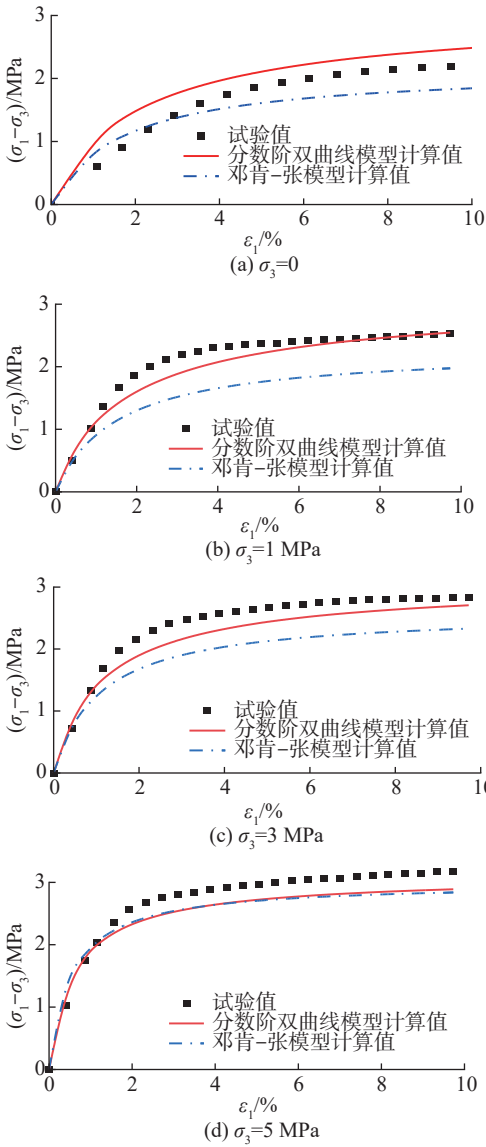 3
2
1
0
(σ₁−σ₃)/MPa
试验值
分数阶双曲线模型计算值
邓肯-张模型计算值
0 2 4 6 8 10
ε₁/%
(a) σ₃=0
3
2
1
0
(σ₁−σ₃)/MPa
试验值
分数阶双曲线模型计算值
邓肯-张模型计算值
0 2 4 6 8 10
ε₁/%
(b) σ₃=1 MPa
3
2
1
0
(σ₁−σ₃)/MPa
试验值
分数阶双曲线模型计算值
邓肯-张模型计算值
0 2 4 6 8 10
ε₁/%
(c) σ₃=3 MPa
3
2
1
0
(σ₁−σ₃)/MPa
试验值
分数阶双曲线模型计算值
邓肯-张模型计算值
0 2 4 6 8 10
ε₁/%
(d) σ₃=5 MPa